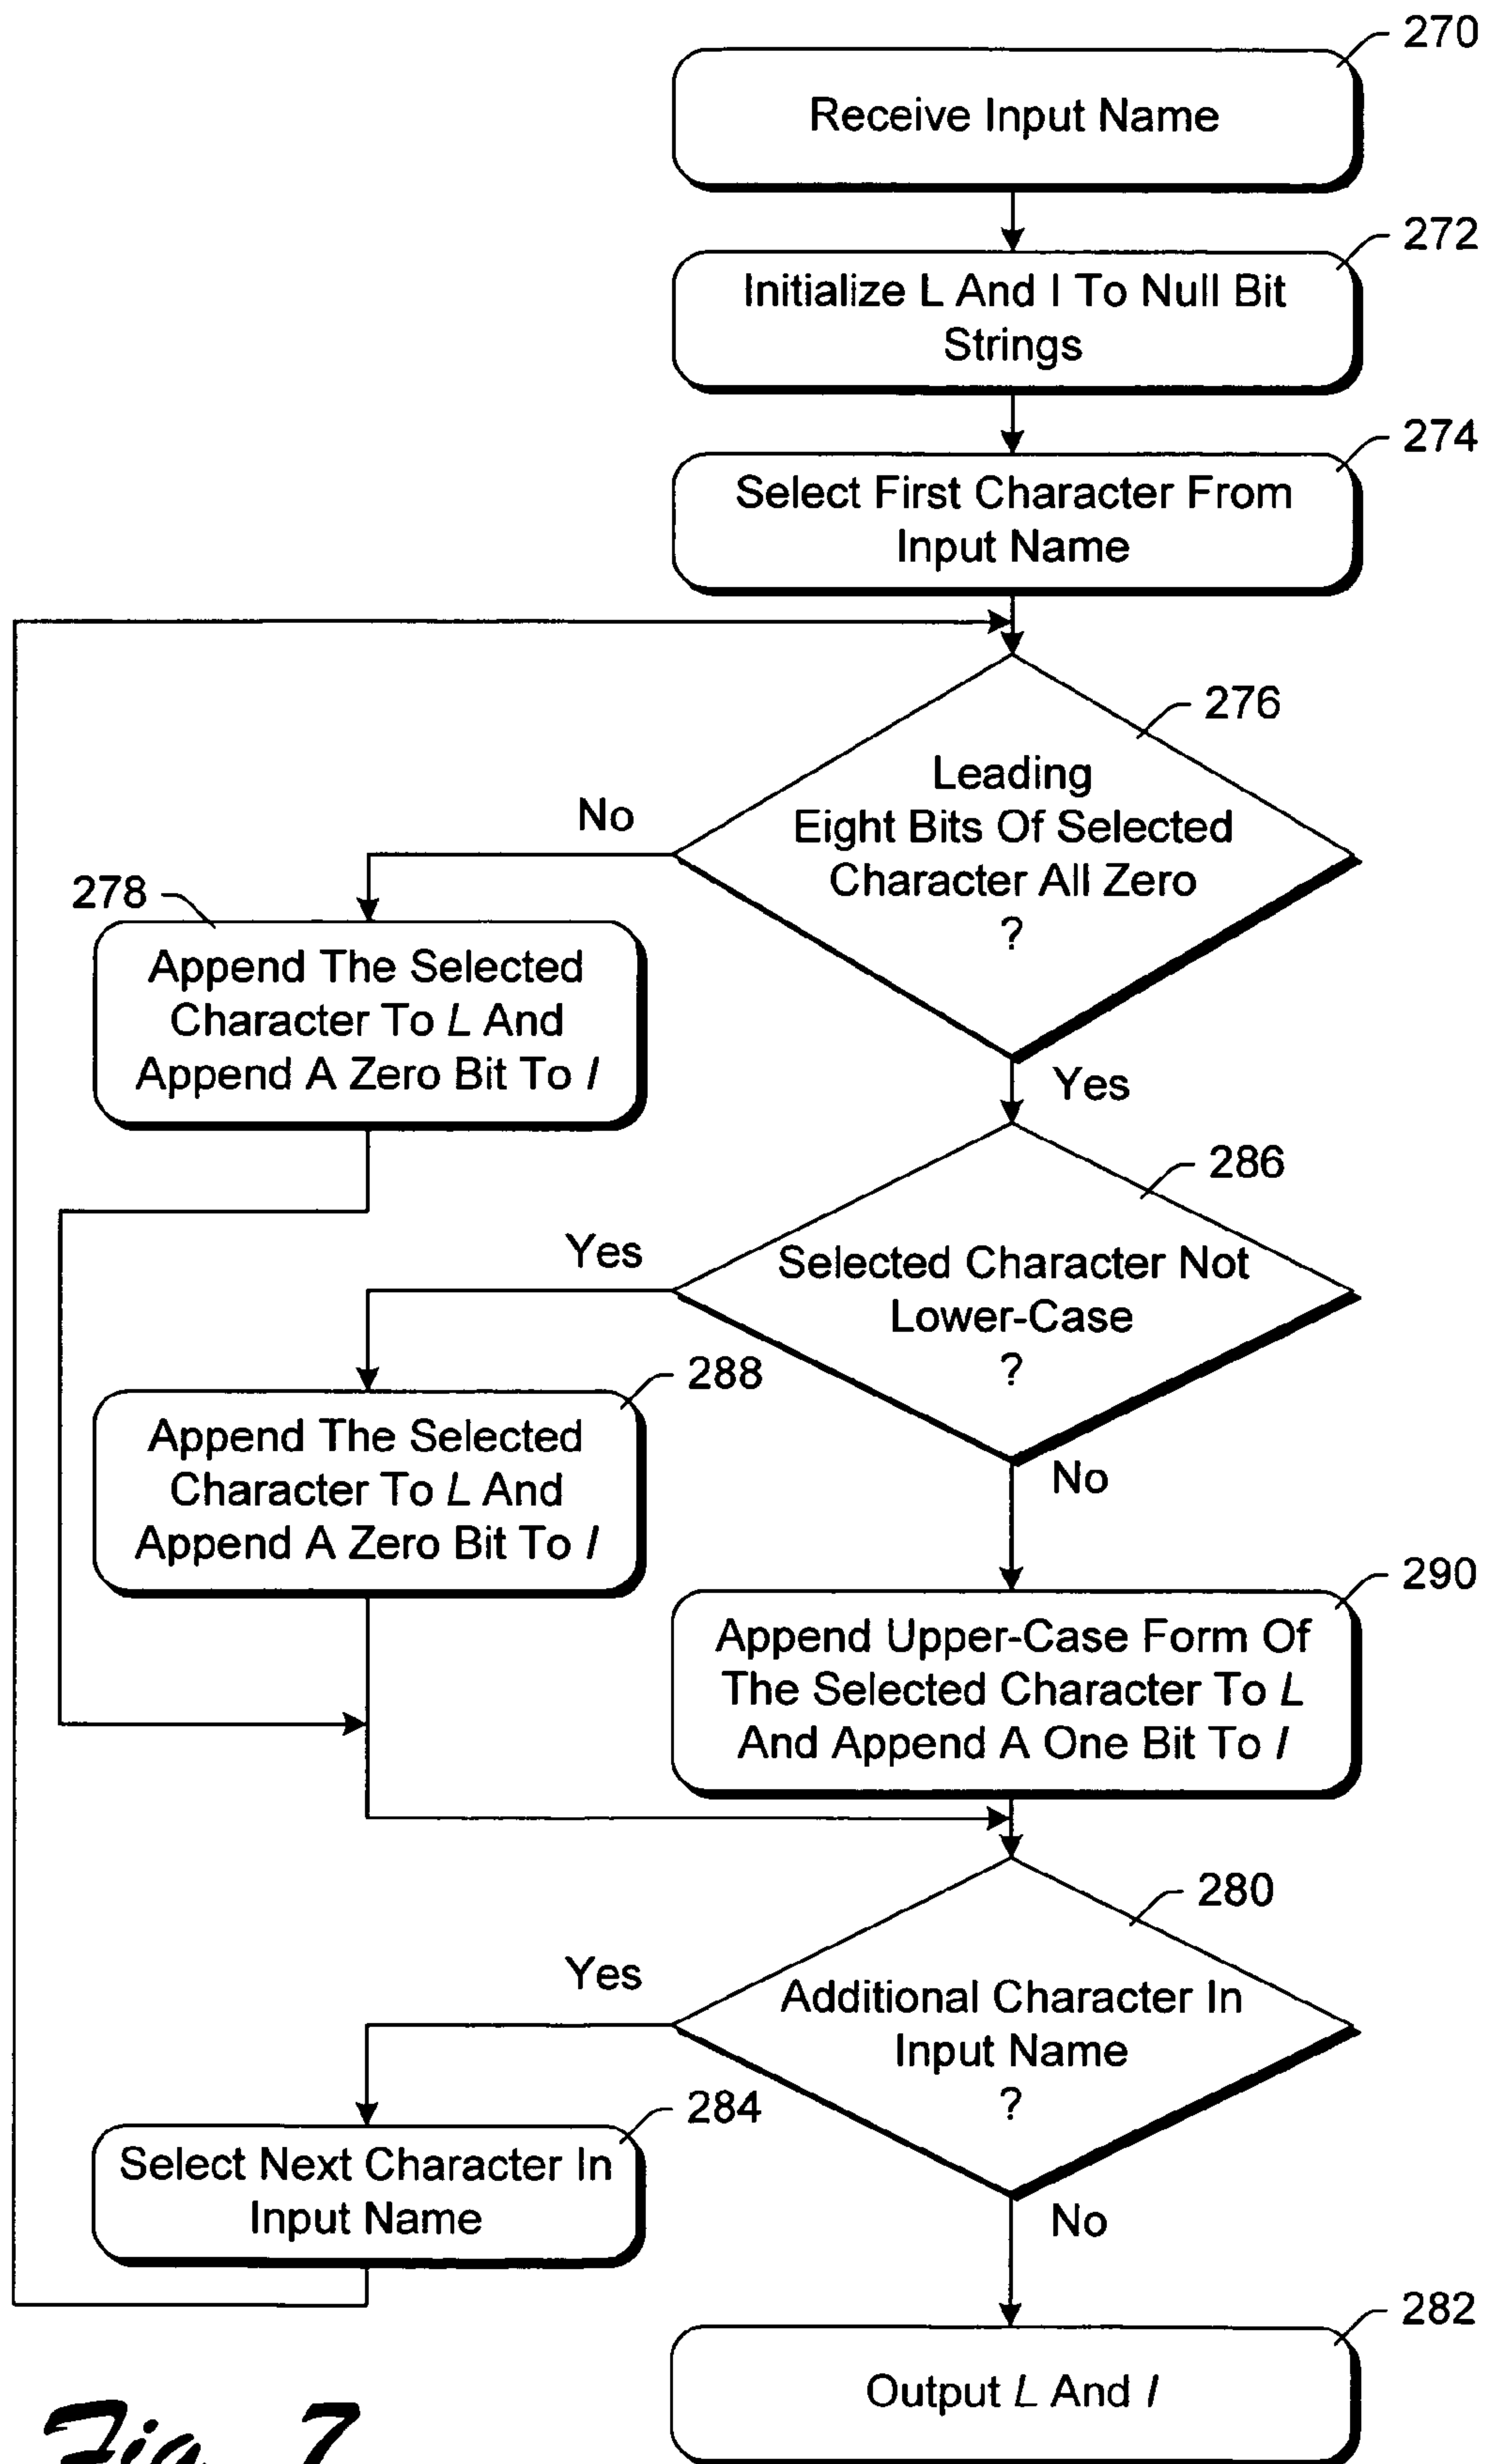 270
Receive Input Name
272
Initialize L And I To Null Bit
Strings
274
Select First Character From
Input Name
276
Leading
Eight Bits Of Selected
Character All Zero
?
No
Yes
278
Append The Selected
Character To L And
Append A Zero Bit To I
286
Selected Character Not
Lower-Case
?
Yes
No
288
Append The Selected
Character To L And
Append A Zero Bit To I
290
Append Upper-Case Form Of
The Selected Character To L
And Append A One Bit To I
280
Additional Character In
Input Name
?
Yes
No
284
Select Next Character In
Input Name
282
Output L And I
Fig. 7